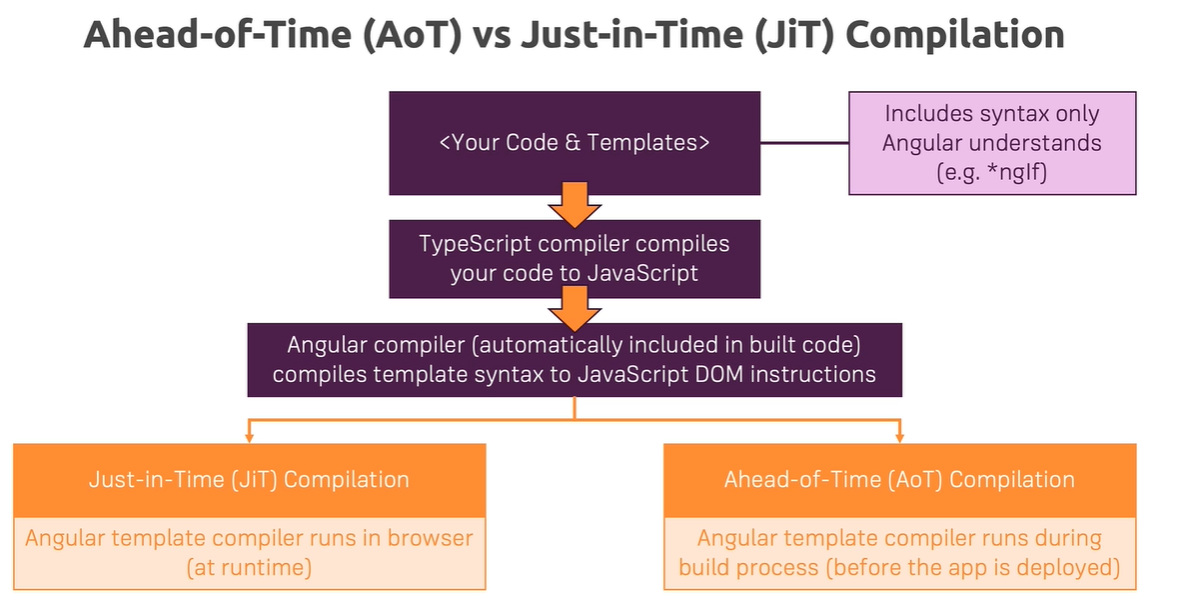 Ahead-of-Time (AoT) vs Just-in-Time (JiT) Compilation
<Your Code & Templates>
Includes syntax only
Angular understands
(e.g. *ngIf)
TypeScript compiler compiles
your code to JavaScript
Angular compiler (automatically included in built code)
compiles template syntax to JavaScript DOM instructions
Just-in-Time (JiT) Compilation
Angular template compiler runs in browser
(at runtime)
Ahead-of-Time (AoT) Compilation
Angular template compiler runs during
build process (before the app is deployed)